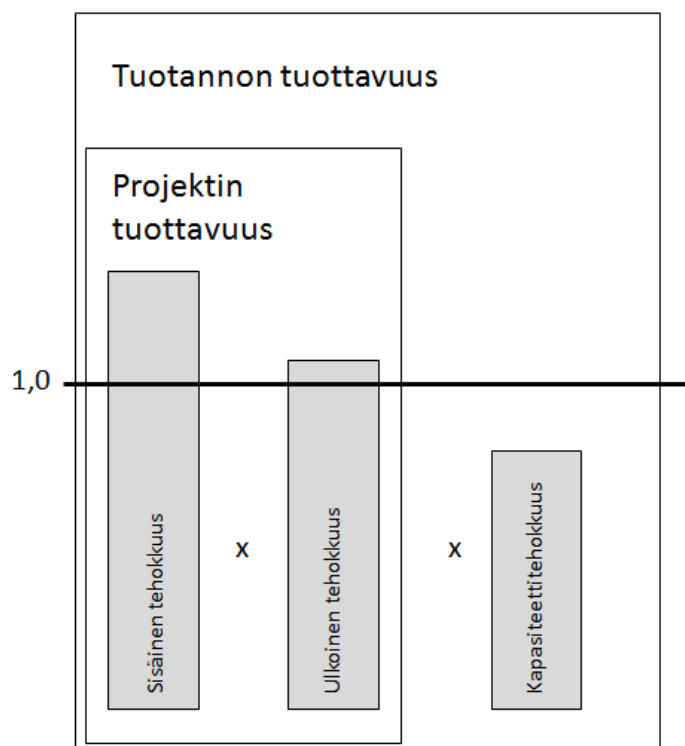 Tuotannon tuottavuus
Projektin
tuottavuus
1,0
Sisäinen tehokkuus
x
Ulkoinen tehokkuus
x
Kapasiteettitehokkuus